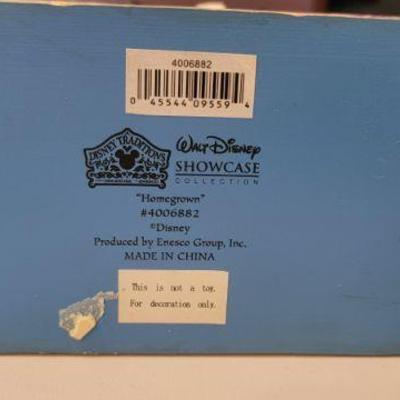 4006882
0 45544 09559 4
DISNEY TRADITIONS
WALT DISNEY
SHOWCASE
COLLECTION
"Homegrown"
#4006882
©Disney
Produced by Enesco Group, Inc.
MADE IN CHINA
This is not a toy.
For decoration only.